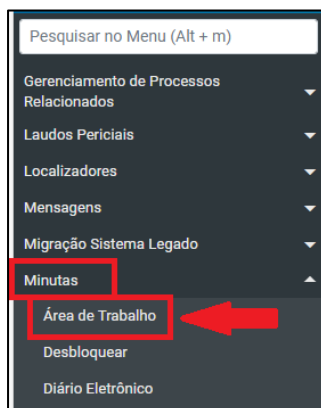 Pesquisar no Menu (Alt + m)
Gerenciamento de Processos
Relacionados
Laudos Periciais
Localizadores
Mensagens
Migração Sistema Legado
Minutas
Área de Trabalho
Desbloquear
Diário Eletrônico